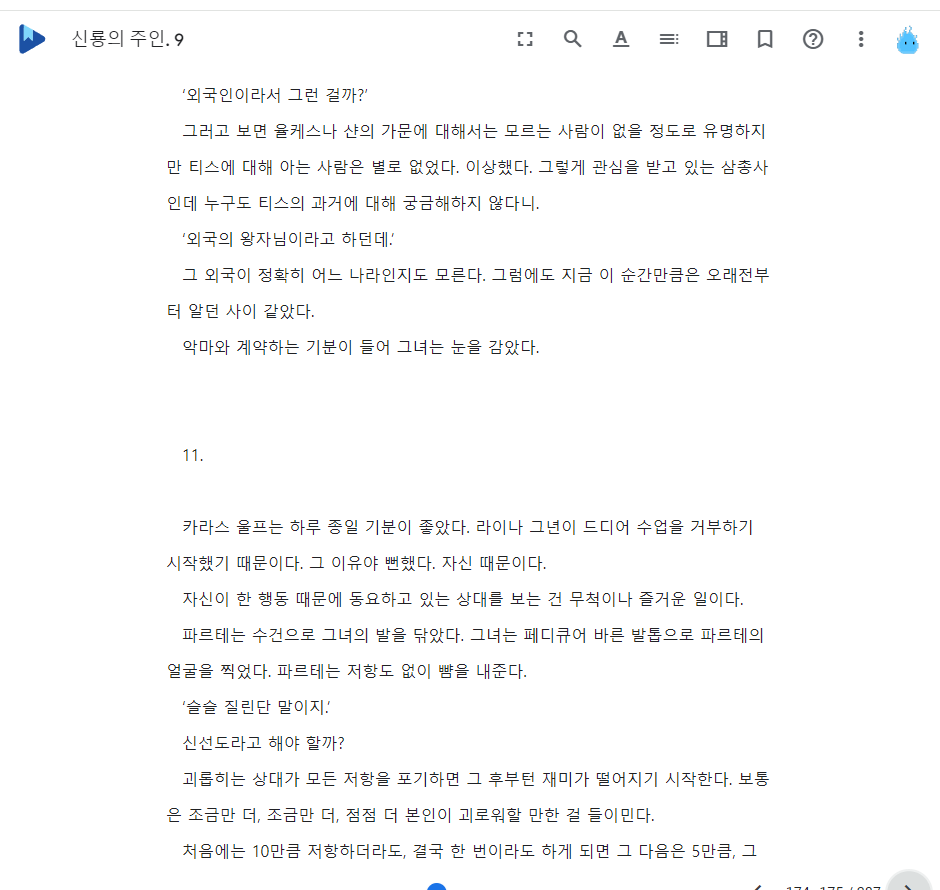 신룡의 주인. 9
‘외국인이라서 그런 걸까?’
그러고 보면 율케스나 샨의 가문에 대해서는 모르는 사람이 없을 정도로 유명하지
만 티스에 대해 아는 사람은 별로 없었다. 이상했다. 그렇게 관심을 받고 있는 삼총사
인데 누구도 티스의 과거에 대해 궁금해하지 않다니.
‘외국의 왕자님이라고 하던데.’
그 외국이 정확히 어느 나라인지도 모른다. 그럼에도 지금 이 순간만큼은 오래전부
터 알던 사이 같았다.
악마와 계약하는 기분이 들어 그녀는 눈을 감았다.
11.
카라스 울프는 하루 종일 기분이 좋았다. 라이나 그년이 드디어 수업을 거부하기
시작했기 때문이다. 그 이유야 뻔했다. 자신 때문이다.
자신이 한 행동 때문에 동요하고 있는 상대를 보는 건 무척이나 즐거운 일이다.
파르테는 수건으로 그녀의 발을 닦았다. 그녀는 페디큐어 바른 발톱으로 파르테의
얼굴을 찍었다. 파르테는 저항도 없이 뺨을 내준다.
‘슬슬 질린단 말이지.’
신선도라고 해야 할까?
괴롭히는 상대가 모든 저항을 포기하면 그 후부턴 재미가 떨어지기 시작한다. 보통
은 조금만 더, 조금만 더, 점점 더 본인이 괴로워할 만한 걸 들이민다.
처음에는 10만큼 저항하더라도, 결국 한 번이라도 하게 되면 그 다음은 5만큼, 그